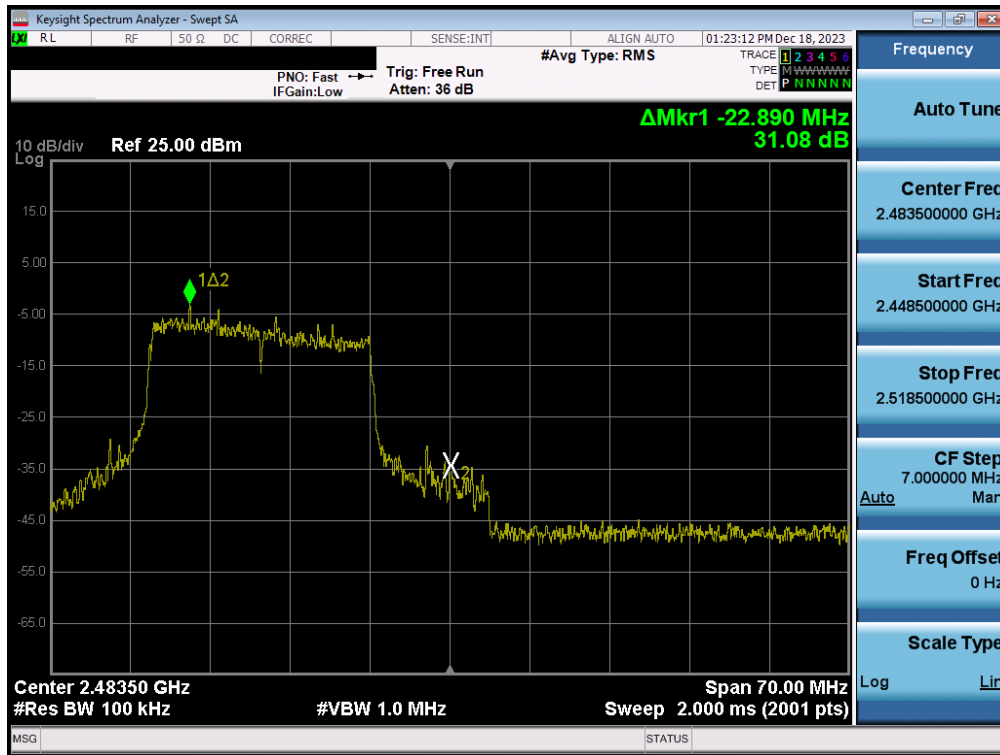 Keysight Spectrum Analyzer - Swept SA
LXI RL RF 50 Ω DC CORREC SENSE:INT ALIGN AUTO 01:23:12 PM Dec 18, 2023
#Avg Type: RMS
TRACE 1 2 3 4 5 6
TYPE M W W W W W
DET P N N N N N
PNO: Fast
IFGain:Low
Trig: Free Run
Atten: 36 dB
ΔMkr1 -22.890 MHz
31.08 dB
10 dB/div
Log
Ref 25.00 dBm
15.0
5.00
-5.00
-15.0
-25.0
-35.0
-45.0
-55.0
-65.0
1Δ2
X2
Center 2.48350 GHz
#Res BW 100 kHz
#VBW 1.0 MHz
Span 70.00 MHz
Sweep 2.000 ms (2001 pts)
MSG
STATUS
Frequency
Auto Tune
Center Freq
2.483500000 GHz
Start Freq
2.448500000 GHz
Stop Freq
2.518500000 GHz
CF Step
7.000000 MHz
Auto Man
Freq Offset
0 Hz
Scale Type
Log Lin